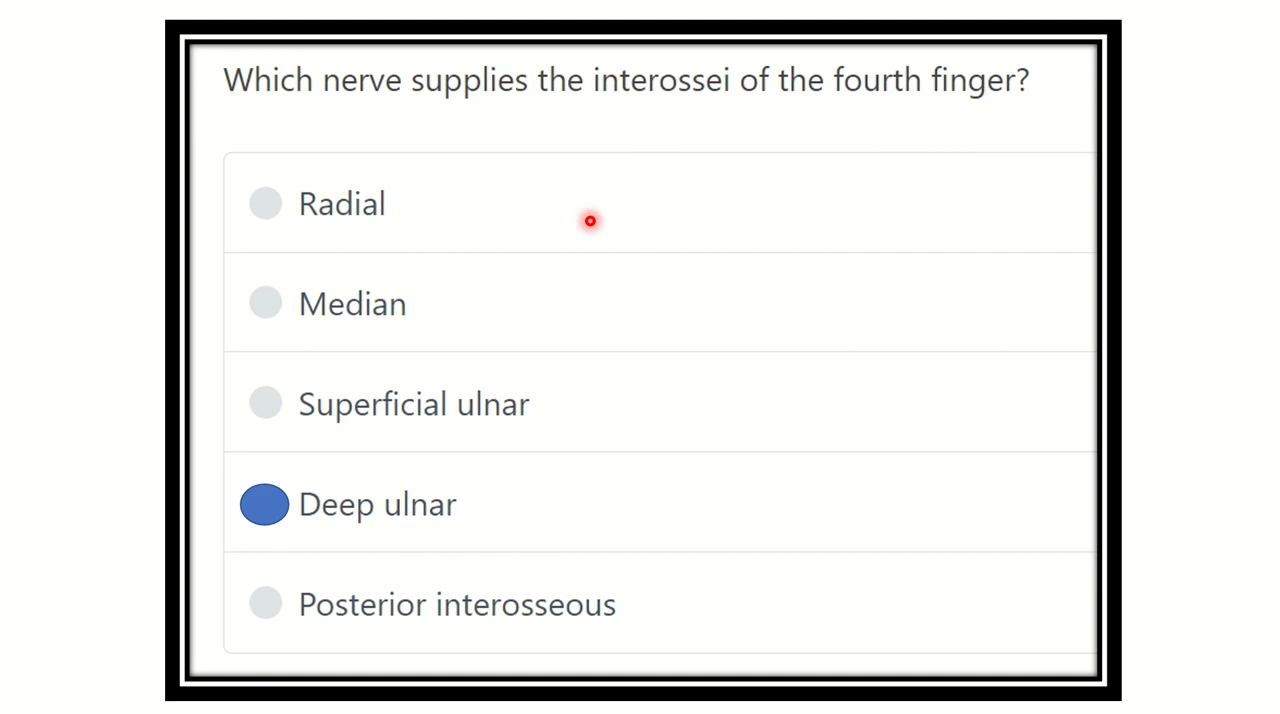 Which nerve supplies the interossei of the fourth finger?
Radial
Median
Superficial ulnar
Deep ulnar
Posterior interosseous